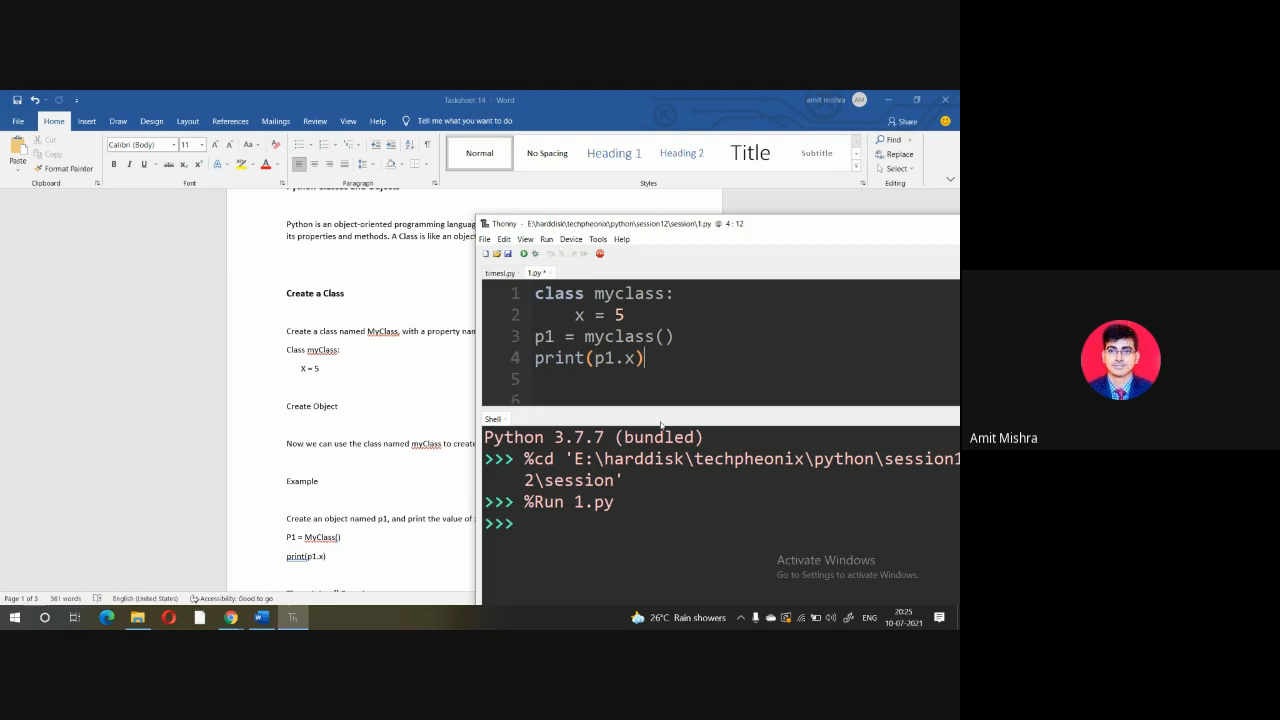 Tasksheet 14 - Word
amit mishra AM
File Home Insert Draw Design Layout References Mailings Review View Help Tell me what you want to do Share
Paste
Cut
Copy
Format Painter
Clipboard
Calibri (Body) 11
Font
Paragraph
Normal No Spacing Heading 1 Heading 2 Title Subtitle
Styles
Find
Replace
Select
Editing
Python Classes and Objects
Python is an object-oriented programming languag
its properties and methods. A Class is like an object
Create a Class
Create a class named MyClass, with a property nam
Class myClass:
X = 5
Create Object
Now we can use the class named myClass to create
Example
Create an object named p1, and print the value of
P1 = MyClass()
print(p1.x)
Page 1 of 3 361 words English (United States) Accessibility: Good to go
Thonny - E:\harddisk\techpheonix\python\session12\session\1.py @ 4 : 12
File Edit View Run Device Tools Help
timesl.py 1.py *
1 class myclass:
2 x = 5
3 p1 = myclass()
4 print(p1.x)
5
6
Shell
Python 3.7.7 (bundled)
>>> %cd 'E:\harddisk\techpheonix\python\session1
2\session'
>>> %Run 1.py
>>>
Activate Windows
Go to Settings to activate Windows.
Th
26°C Rain showers ENG 20:25
10-07-2021
Amit Mishra